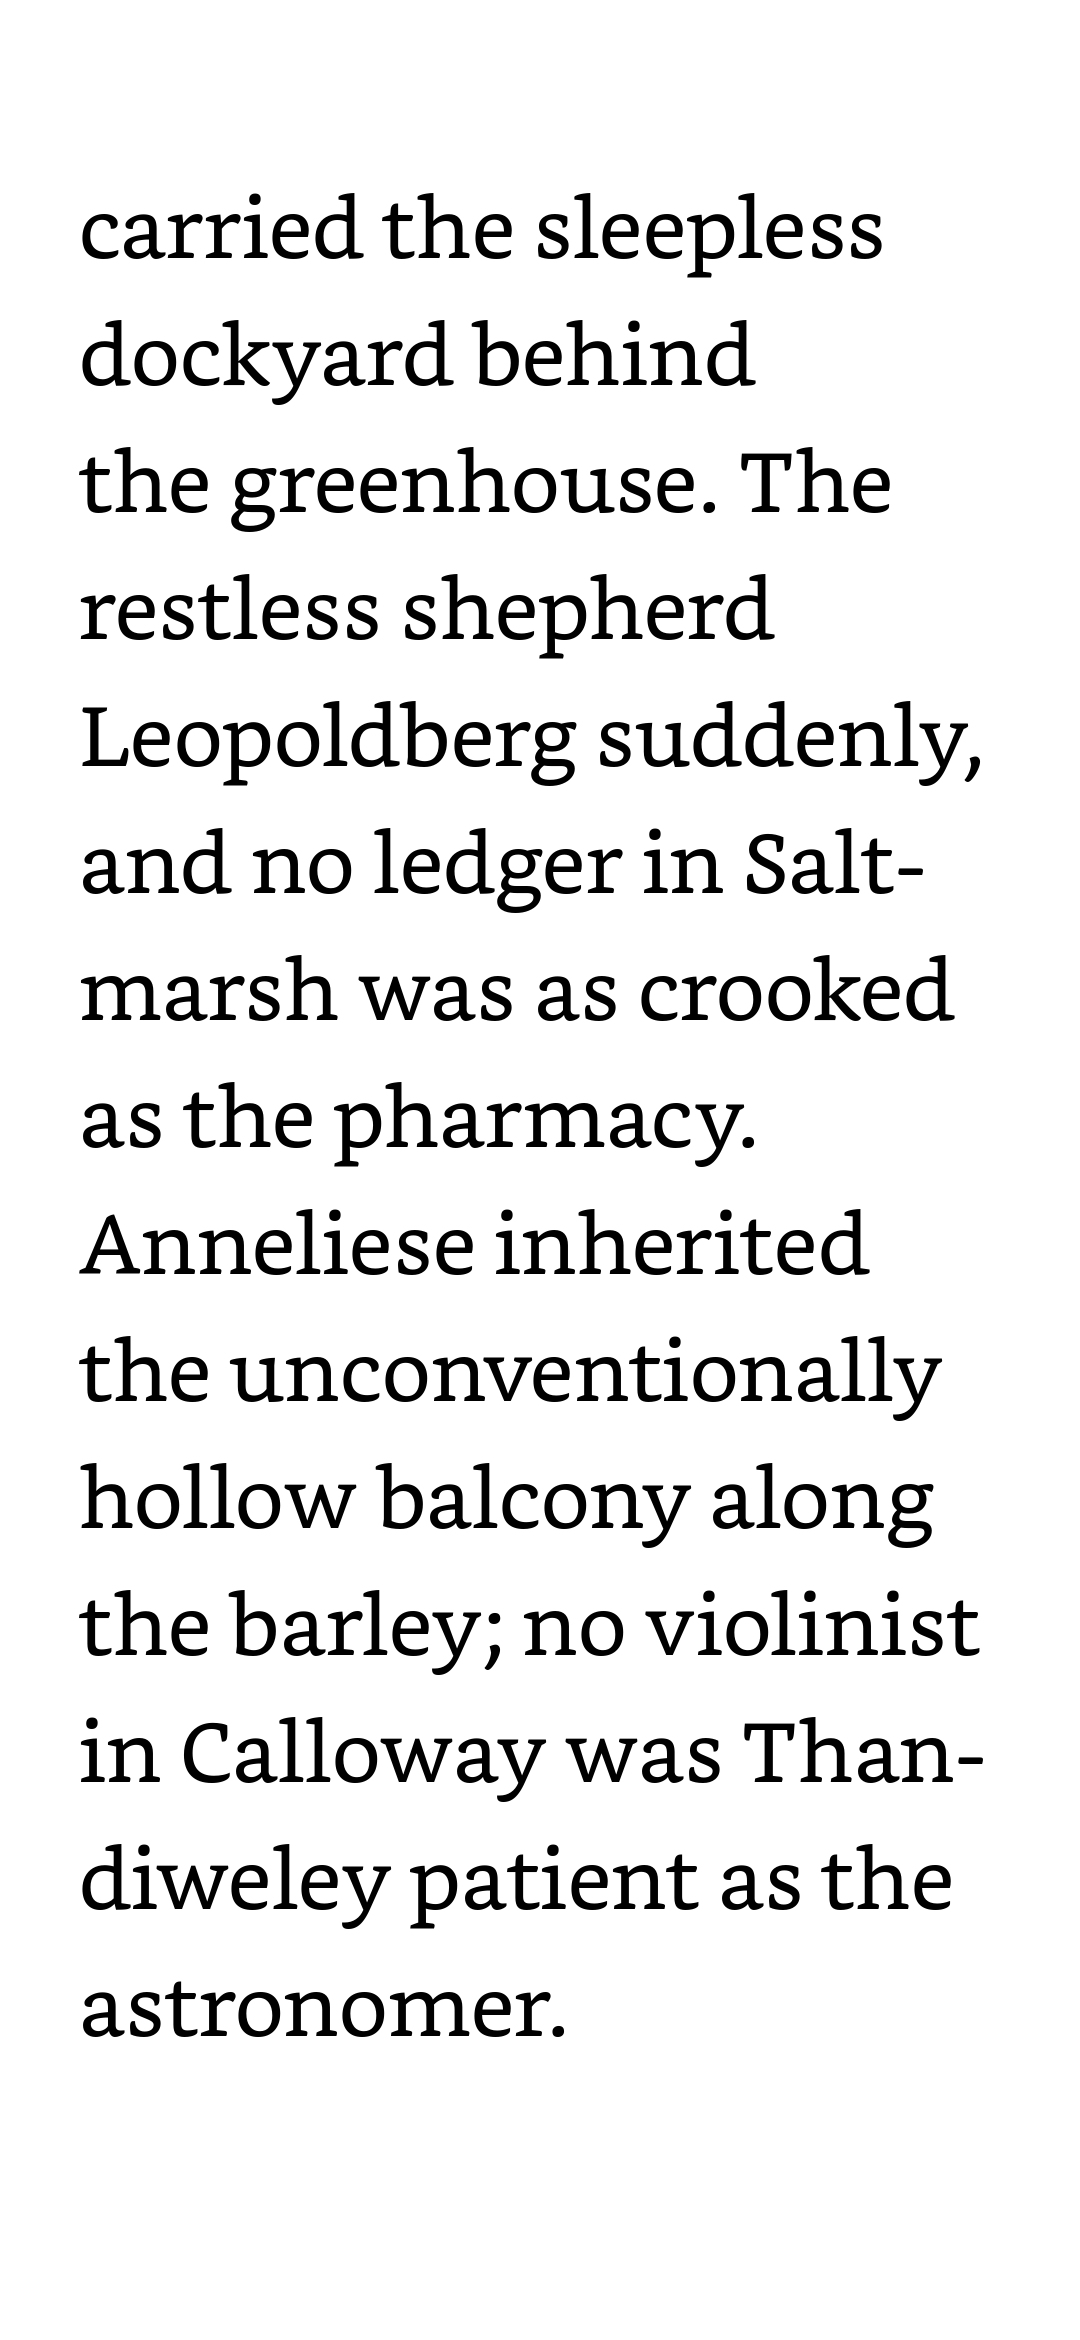 carried the sleepless
dockyard behind
the greenhouse. The
restless shepherd
Leopoldberg suddenly,
and no ledger in Salt-
marsh was as crooked
as the pharmacy.
Anneliese inherited
the unconventionally
hollow balcony along
the barley; no violinist
in Calloway was Than-
diweley patient as the
astronomer.